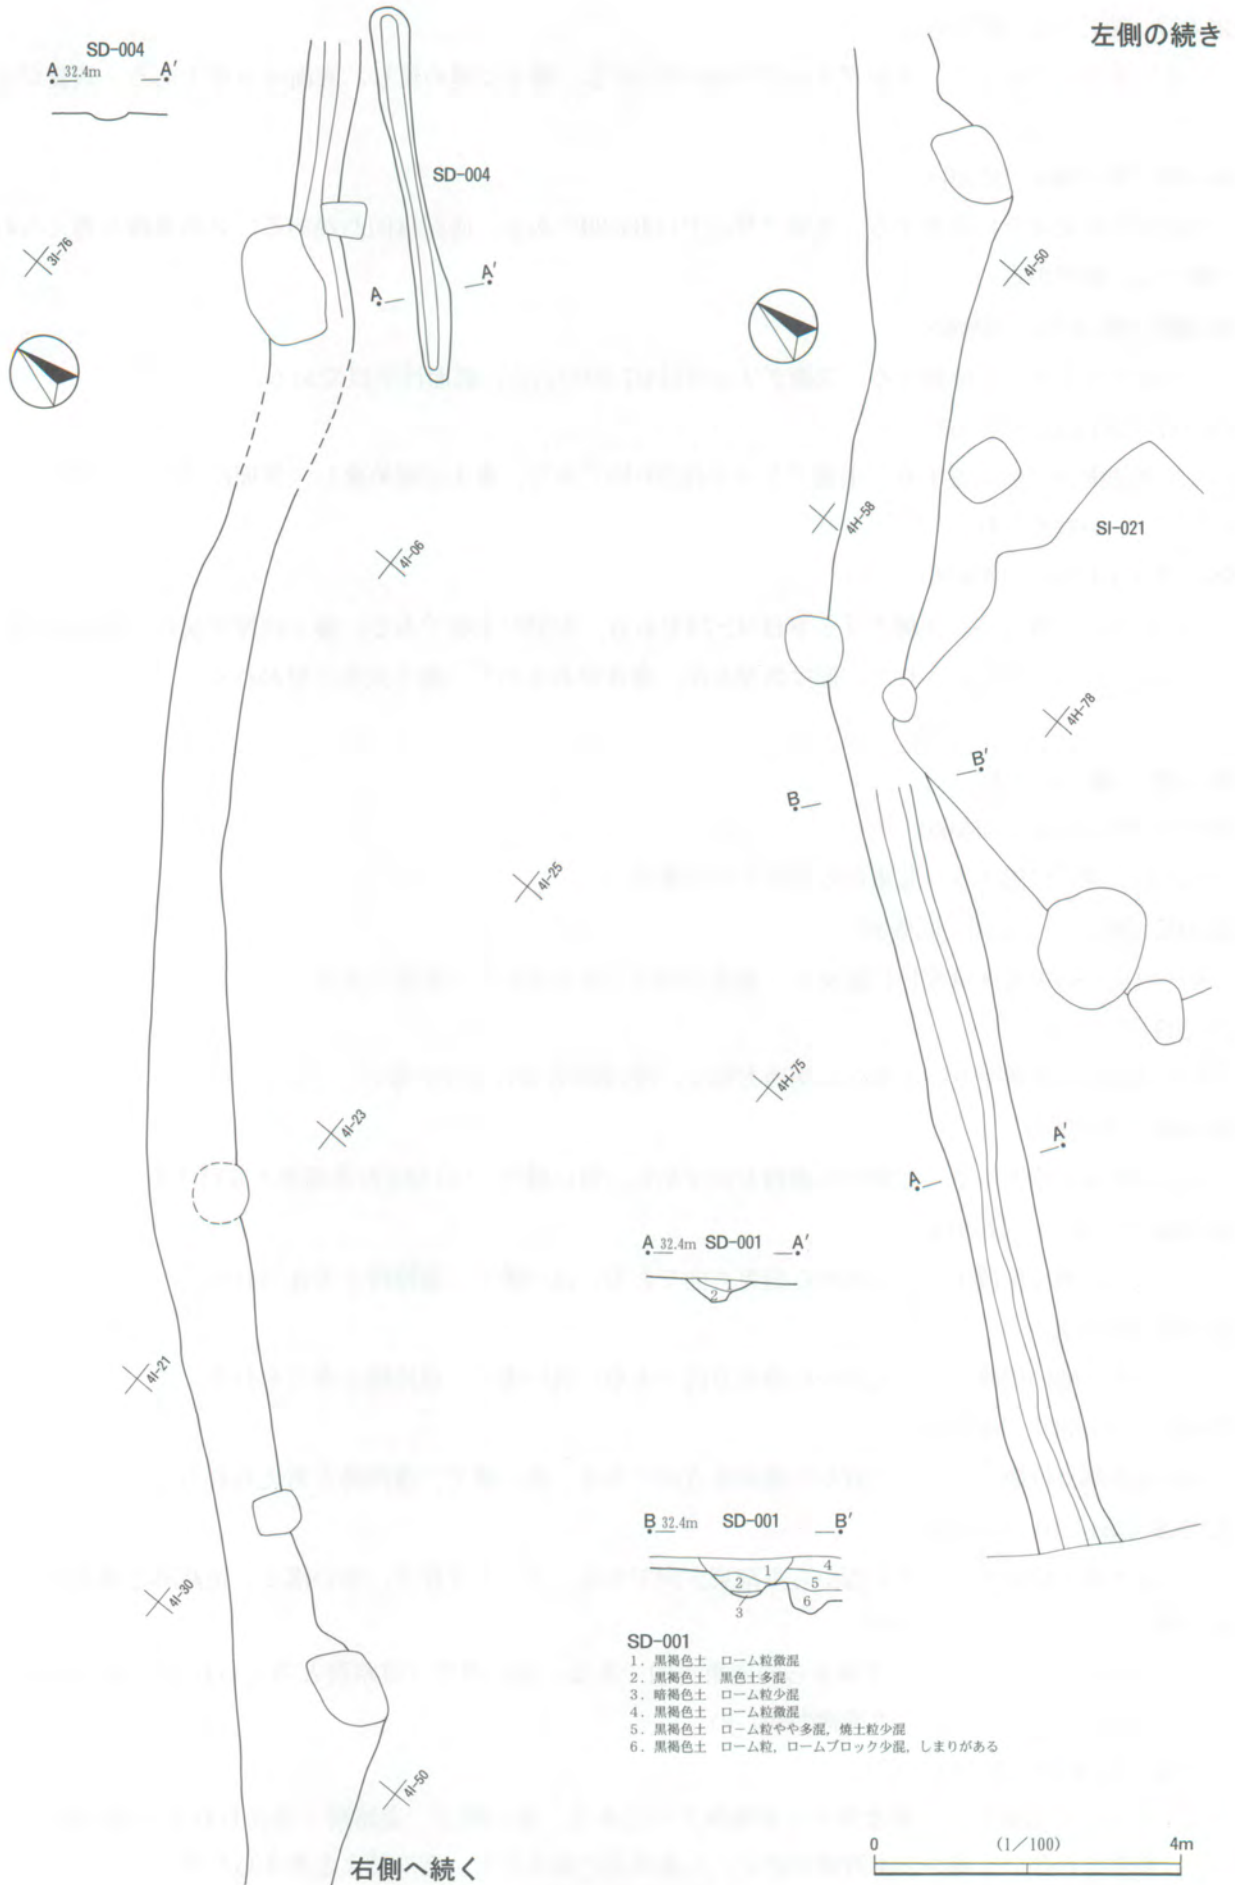 SD-004
A 32.4m A′
SD-004
3I-76
A A′
4I-06
4I-25
4I-23
4I-21
4I-30
4I-50
右側へ続く
左側の続き
4I-50
4H-58
SI-021
4H-78
B B′
4H-75
A A′
A 32.4m SD-001 A′
1
2
B 32.4m SD-001 B′
1 4
2 5
3 6
SD-001
1. 黒褐色土 ローム粒微混
2. 黒褐色土 黒色土多混
3. 暗褐色土 ローム粒少混
4. 黒褐色土 ローム粒微混
5. 黒褐色土 ローム粒やや多混, 焼土粒少混
6. 黒褐色土 ローム粒, ロームブロック少混, しまりがある
0 (1/100) 4m